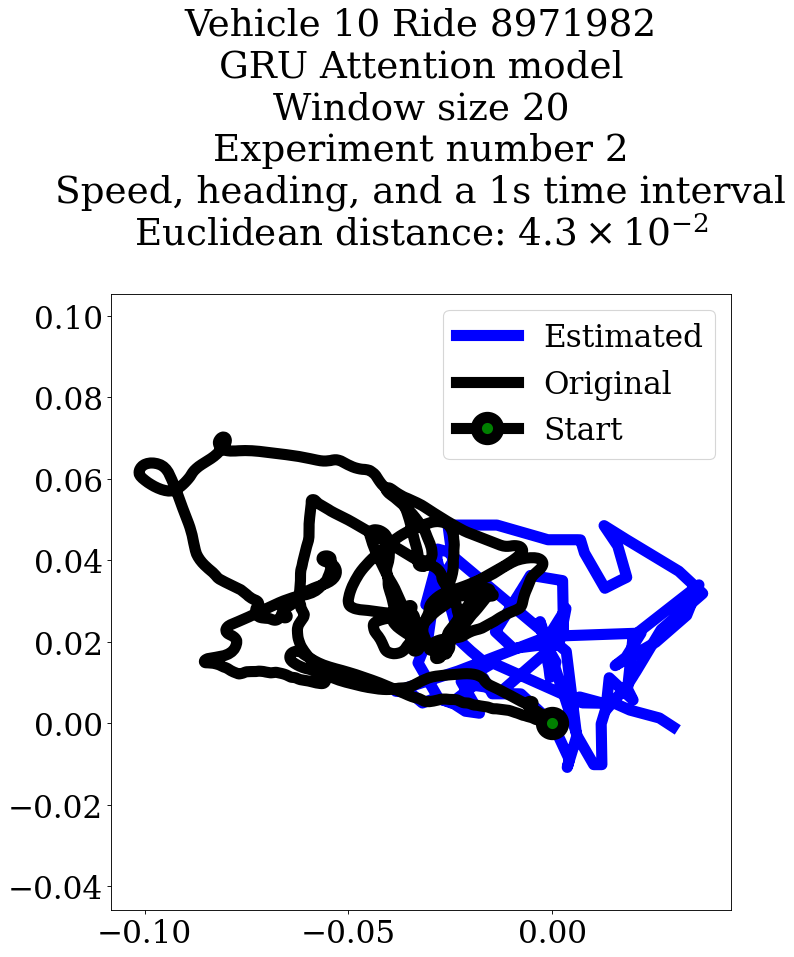 Vehicle 10 Ride 8971982
GRU Attention model
Window size 20
Experiment number 2
Speed, heading, and a 1s time interval
Euclidean distance: 4.3 × 10⁻²
Estimated
Original
Start
0.10
0.08
0.06
0.04
0.02
0.00
−0.02
−0.04
−0.10
−0.05
0.00